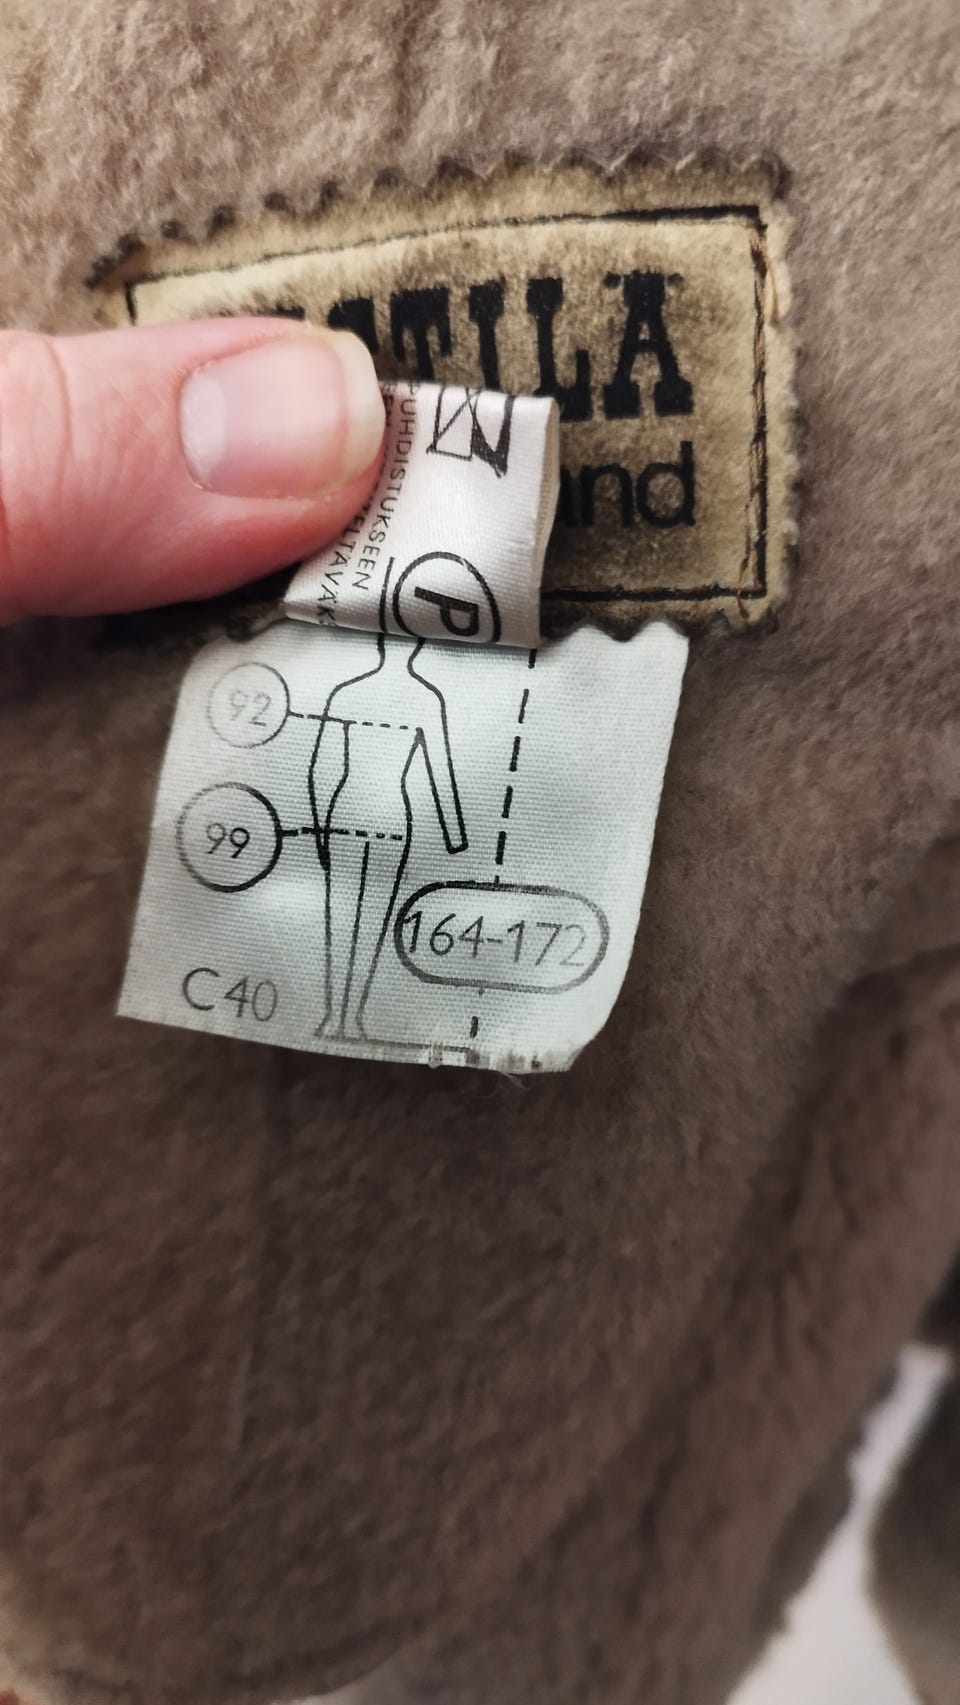 TILA
and
PUHDISTUKSEEN
P
92
99
164-172
C40